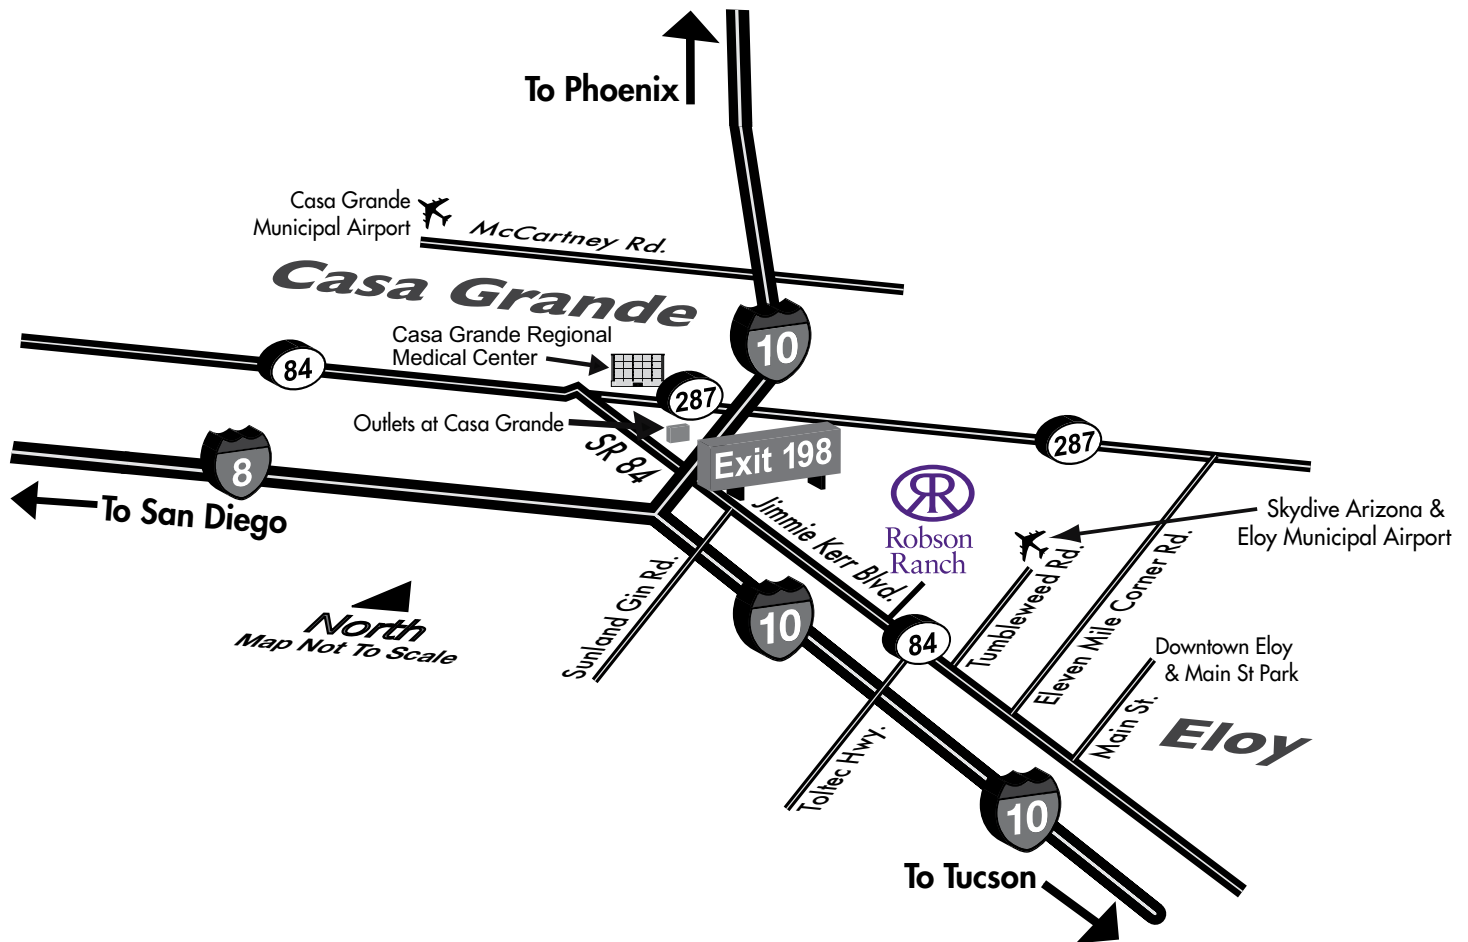 To Phoenix
Casa Grande
Municipal Airport
McCartney Rd.
Casa Grande
10
Casa Grande Regional
Medical Center
84
287
Outlets at Casa Grande
SR 84
Exit 198
287
8
To San Diego
Jimmie Kerr Blvd.
RR
Robson
Ranch
Skydive Arizona &
Eloy Municipal Airport
Sunland Gin Rd.
10
North
Map Not To Scale
84
Tumbleweed Rd.
Eleven Mile Corner Rd.
Downtown Eloy
& Main St Park
Main St.
Eloy
Toltec Hwy.
10
To Tucson